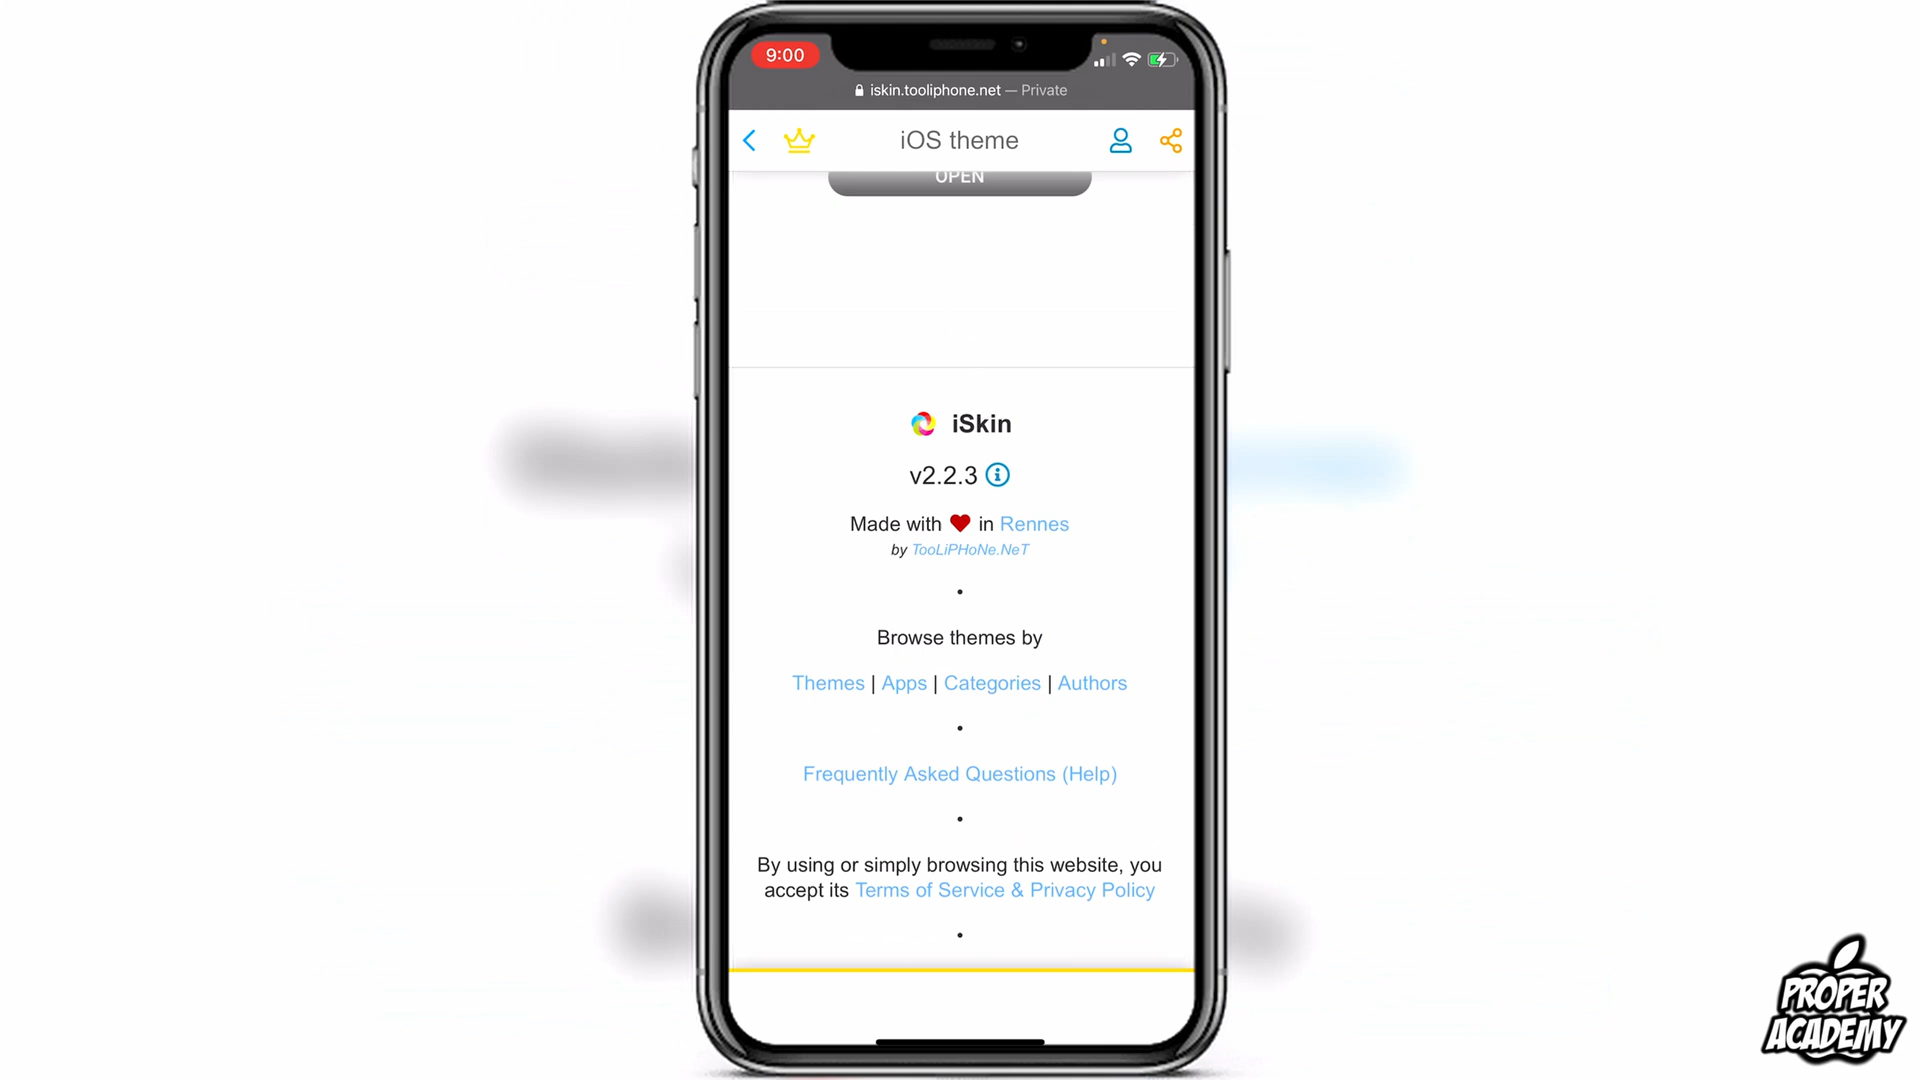 9:00
iskin.tooliphone.net — Private
iOS theme
OPEN
iSkin
v2.2.3
Made with ❤ in Rennes
by TooLiPHoNe.NeT
•
Browse themes by
Themes | Apps | Categories | Authors
•
Frequently Asked Questions (Help)
•
By using or simply browsing this website, you
accept its Terms of Service & Privacy Policy
•
PROPER
ACADEMY